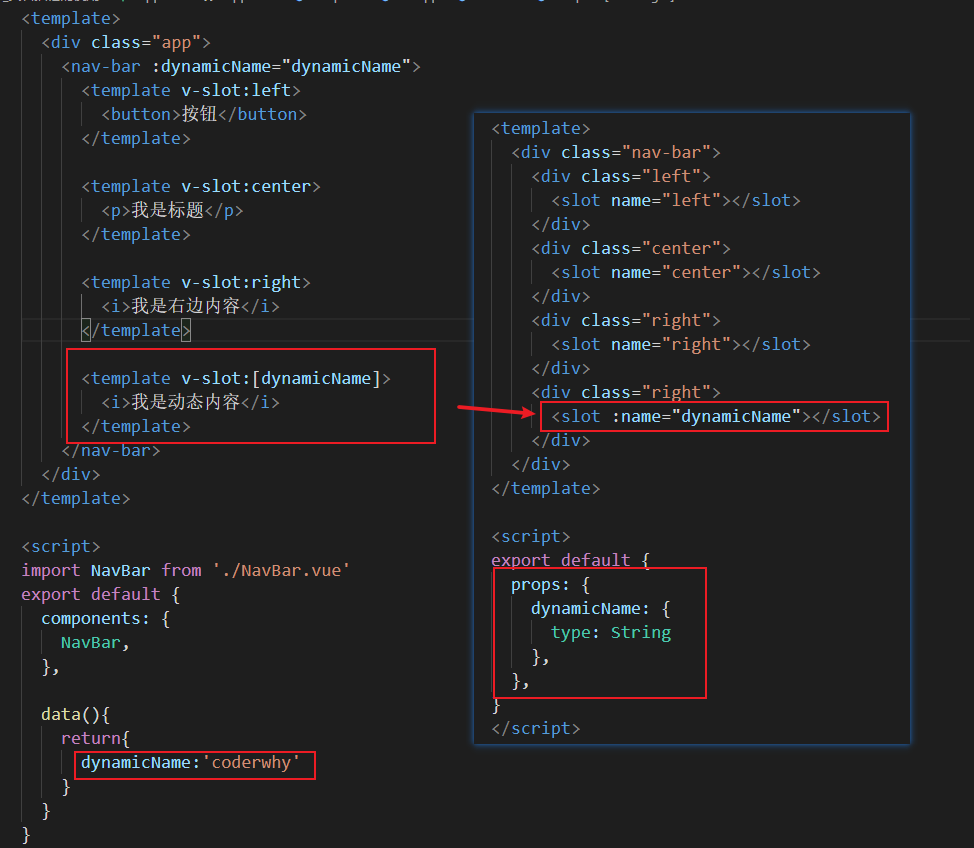 <template>
  <div class="app">
    <nav-bar :dynamicName="dynamicName">
      <template v-slot:left>
        <button>按钮</button>
      </template>

      <template v-slot:center>
        <p>我是标题</p>
      </template>

      <template v-slot:right>
        <i>我是右边内容</i>
      </template>

      <template v-slot:[dynamicName]>
        <i>我是动态内容</i>
      </template>
    </nav-bar>
  </div>
</template>

<script>
import NavBar from './NavBar.vue'
export default {
  components: {
    NavBar,
  },

  data(){
    return{
      dynamicName:'coderwhy'
    }
  }
}

<template>
  <div class="nav-bar">
    <div class="left">
      <slot name="left"></slot>
    </div>
    <div class="center">
      <slot name="center"></slot>
    </div>
    <div class="right">
      <slot name="right"></slot>
    </div>
    <div class="right">
      <slot :name="dynamicName"></slot>
    </div>
  </div>
</template>

<script>
export default {
  props: {
    dynamicName: {
      type: String
    },
  },
}
</script>